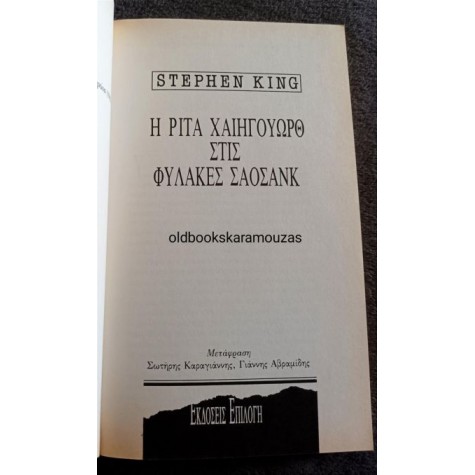 STEPHEN KING
Η ΡΙΤΑ ΧΑΙΗΓΟΥΩΡΘ
ΣΤΙΣ
ΦΥΛΑΚΕΣ ΣΑΟΣΑΝΚ
oldbookskaramouzas
Μετάφραση
Σωτήρης Καραγιάννης, Γιάννης Αβραμίδης
ΕΚΔΟΣΕΙΣ ΕΠΙΛΟΓΗ